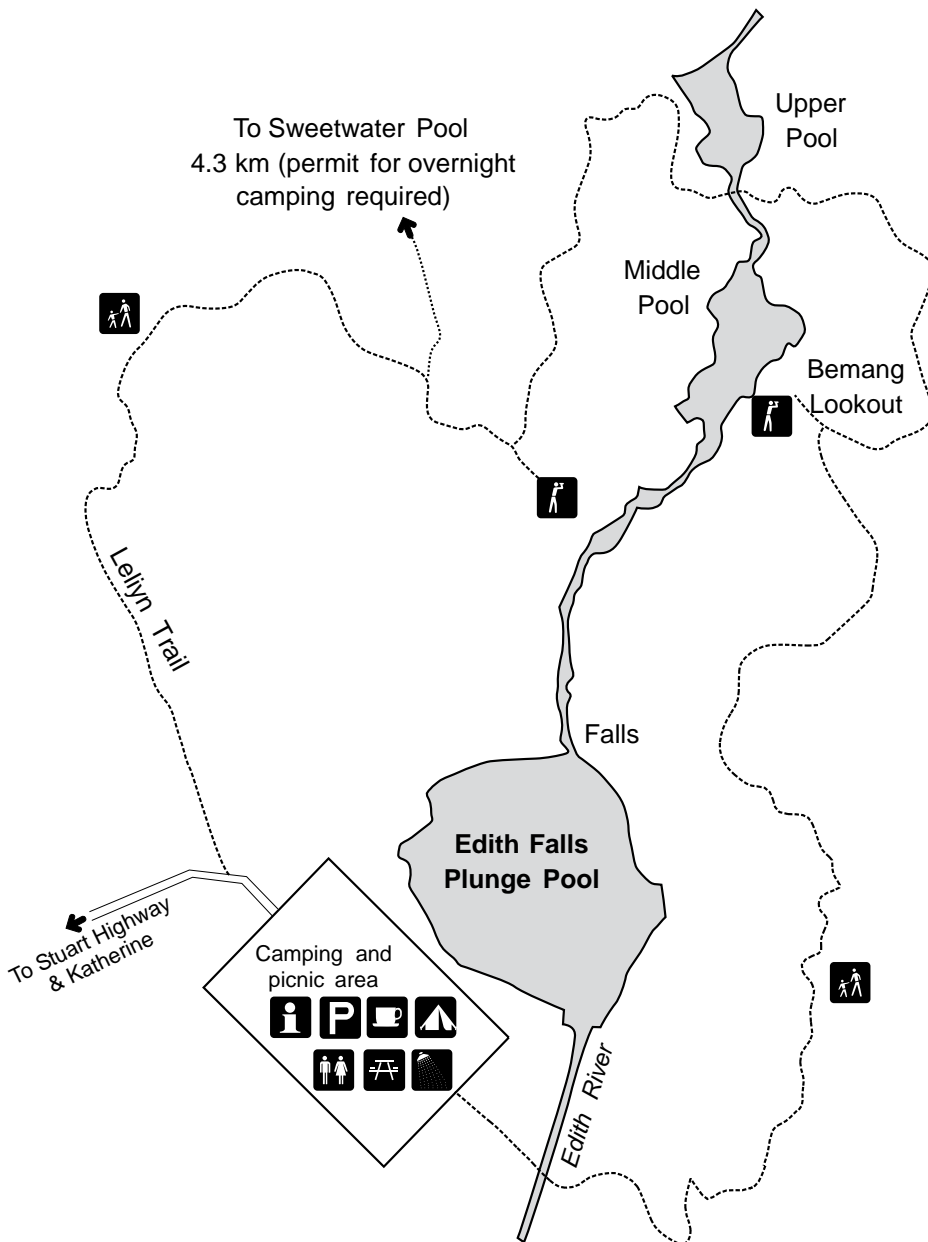 Upper
Pool
To Sweetwater Pool
4.3 km (permit for overnight
camping required)
Middle
Pool
Bemang
Lookout
Leliyn Trail
Falls
Edith Falls
Plunge Pool
To Stuart Highway
& Katherine
Camping and
picnic area
i P
Edith River